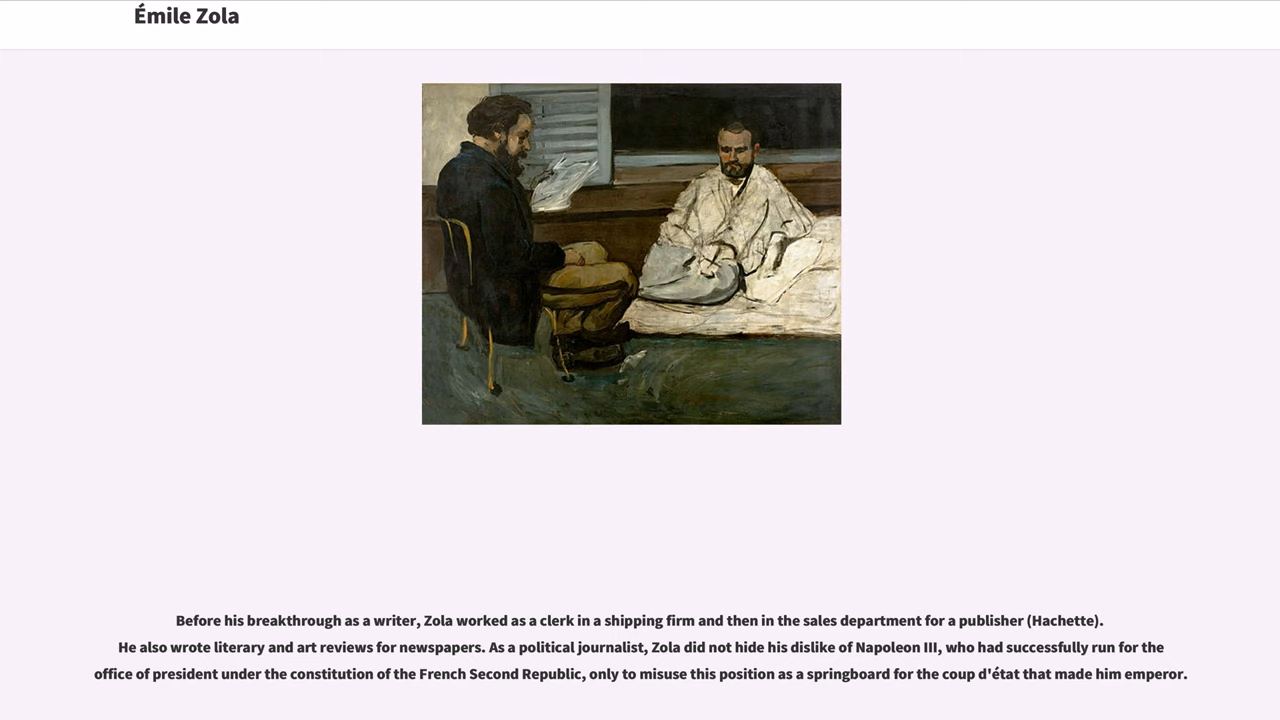 Émile Zola
Before his breakthrough as a writer, Zola worked as a clerk in a shipping firm and then in the sales department for a publisher (Hachette).
He also wrote literary and art reviews for newspapers. As a political journalist, Zola did not hide his dislike of Napoleon III, who had successfully run for the
office of president under the constitution of the French Second Republic, only to misuse this position as a springboard for the coup d'état that made him emperor.